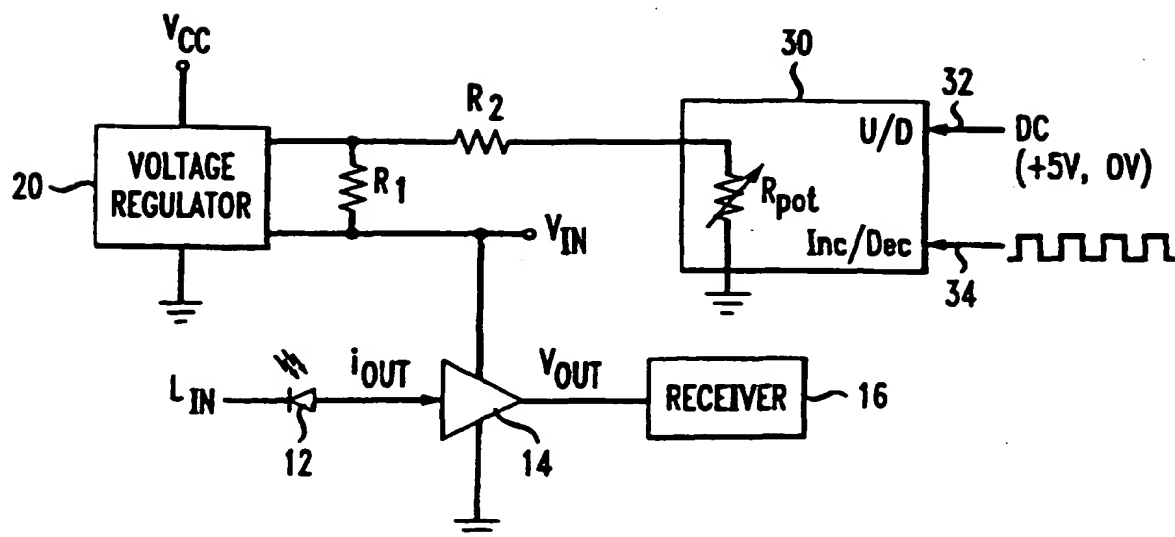 V_CC
30
R_2
U/D
32
DC
(+5V, 0V)
20
VOLTAGE
REGULATOR
R_1
R_pot
V_IN
Inc/Dec
34
L_IN
i_OUT
V_OUT
RECEIVER
16
12
14